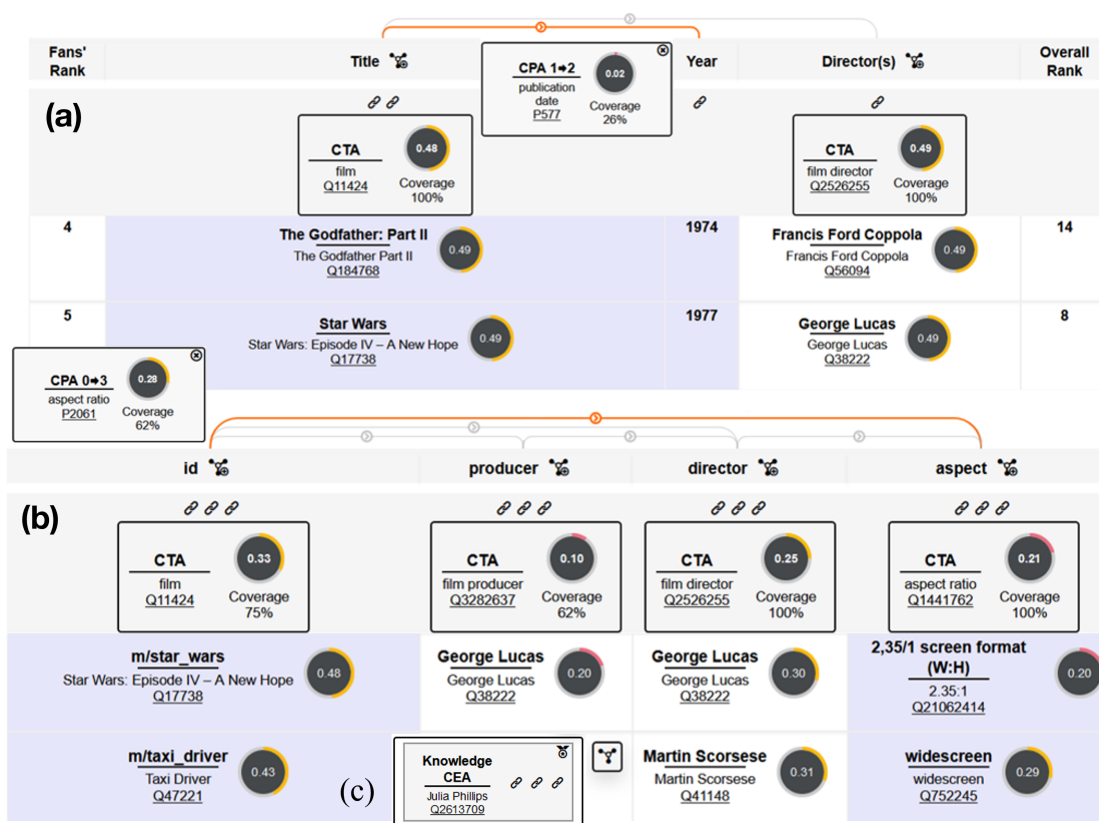 Fans' Rank
Title
Year
Director(s)
Overall Rank
CPA 1➔2
publication date
P577
0.02
Coverage
26%
(a)
CTA
film
Q11424
0.48
Coverage
100%
CTA
film director
Q2526255
0.49
Coverage
100%
4
The Godfather: Part II
The Godfather Part II
Q184768
0.49
1974
Francis Ford Coppola
Francis Ford Coppola
Q56094
0.49
14
5
Star Wars
Star Wars: Episode IV – A New Hope
Q17738
0.49
1977
George Lucas
George Lucas
Q38222
0.49
8
CPA 0➔3
aspect ratio
P2061
0.28
Coverage
62%
id
producer
director
aspect
(b)
CTA
film
Q11424
0.33
Coverage
75%
CTA
film producer
Q3282637
0.10
Coverage
62%
CTA
film director
Q2526255
0.25
Coverage
100%
CTA
aspect ratio
Q1441762
0.21
Coverage
100%
m/star_wars
Star Wars: Episode IV – A New Hope
Q17738
0.48
George Lucas
George Lucas
Q38222
0.20
George Lucas
George Lucas
Q38222
0.30
2,35/1 screen format
(W:H)
2.35:1
Q21062414
0.20
m/taxi_driver
Taxi Driver
Q47221
0.43
(c)
Knowledge
CEA
Julia Phillips
Q2613709
Martin Scorsese
Martin Scorsese
Q41148
0.31
widescreen
widescreen
Q752245
0.29